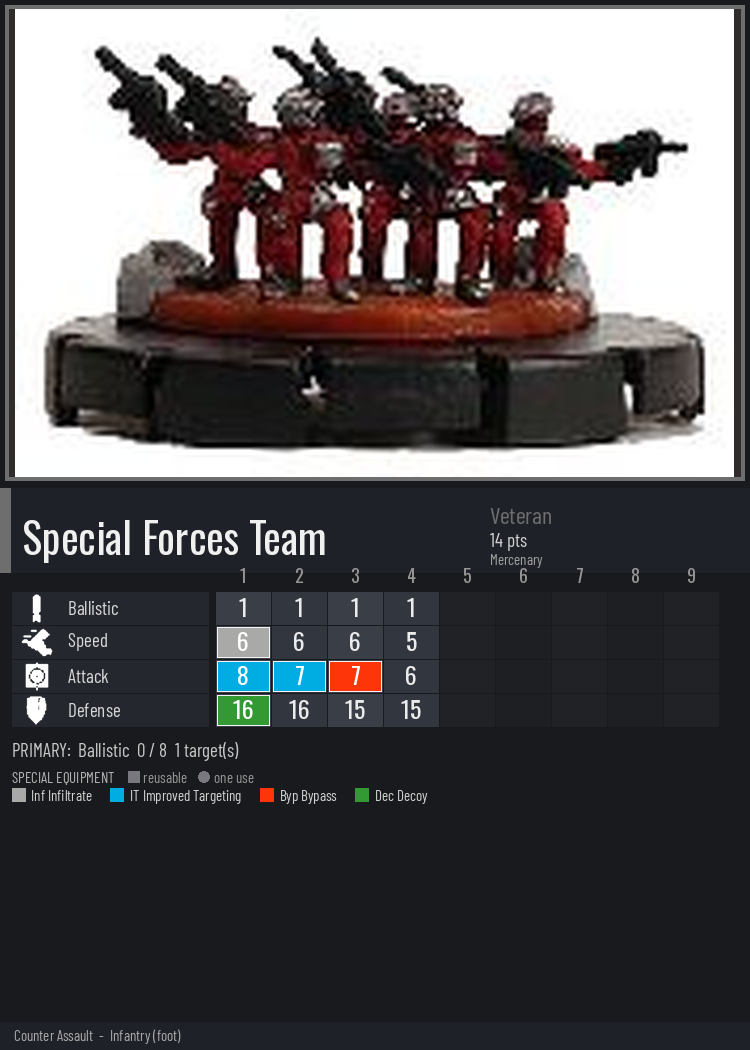 Special Forces Team
Veteran
14 pts
Mercenary
1 2 3 4 5 6 7 8 9
Ballistic 1 1 1 1
Speed 6 6 6 5
Attack 8 7 7 6
Defense 16 16 15 15
PRIMARY: Ballistic 0 / 8 1 target(s)
SPECIAL EQUIPMENT reusable one use
Inf Infiltrate IT Improved Targeting Byp Bypass Dec Decoy
Counter Assault - Infantry (foot)